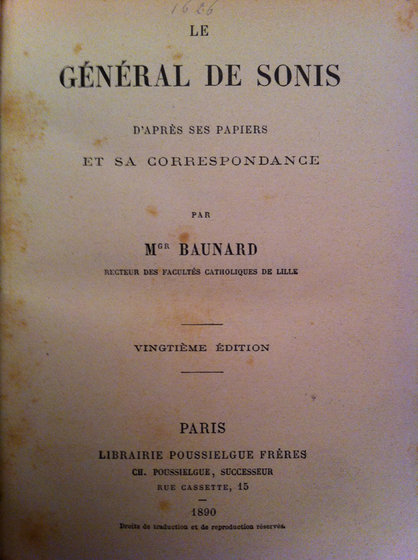 1626
LE
GÉNÉRAL DE SONIS
D'APRÈS SES PAPIERS
ET SA CORRESPONDANCE
PAR
MGR BAUNARD
RECTEUR DES FACULTÉS CATHOLIQUES DE LILLE
VINGTIÈME ÉDITION
PARIS
LIBRAIRIE POUSSIELGUE FRÈRES
CH. POUSSIELGUE, SUCCESSEUR
RUE CASSETTE, 15
1890
Droits de traduction et de reproduction réservés.